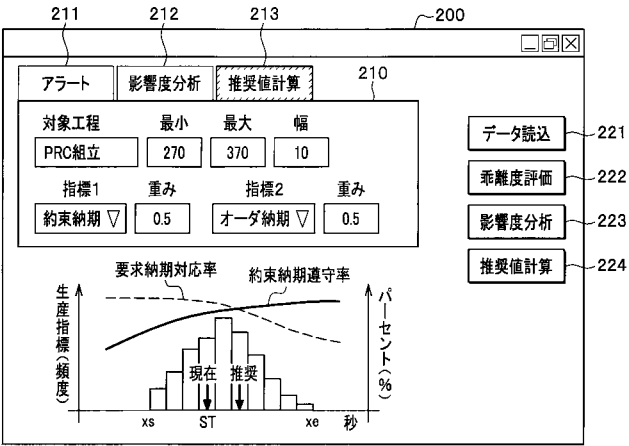 211 212 213 200
アラート 影響度分析 推奨値計算 210
対象工程 最小 最大 幅
PRC組立 270 370 10
指標1 重み 指標2 重み
約束納期 ▽ 0.5 オーダ納期 ▽ 0.5
データ読込 221
乖離度評価 222
影響度分析 223
推奨値計算 224
要求納期対応率 約束納期遵守率
生産指標(頻度)
パーセント(%)
現在 推奨
xs ST xe 秒